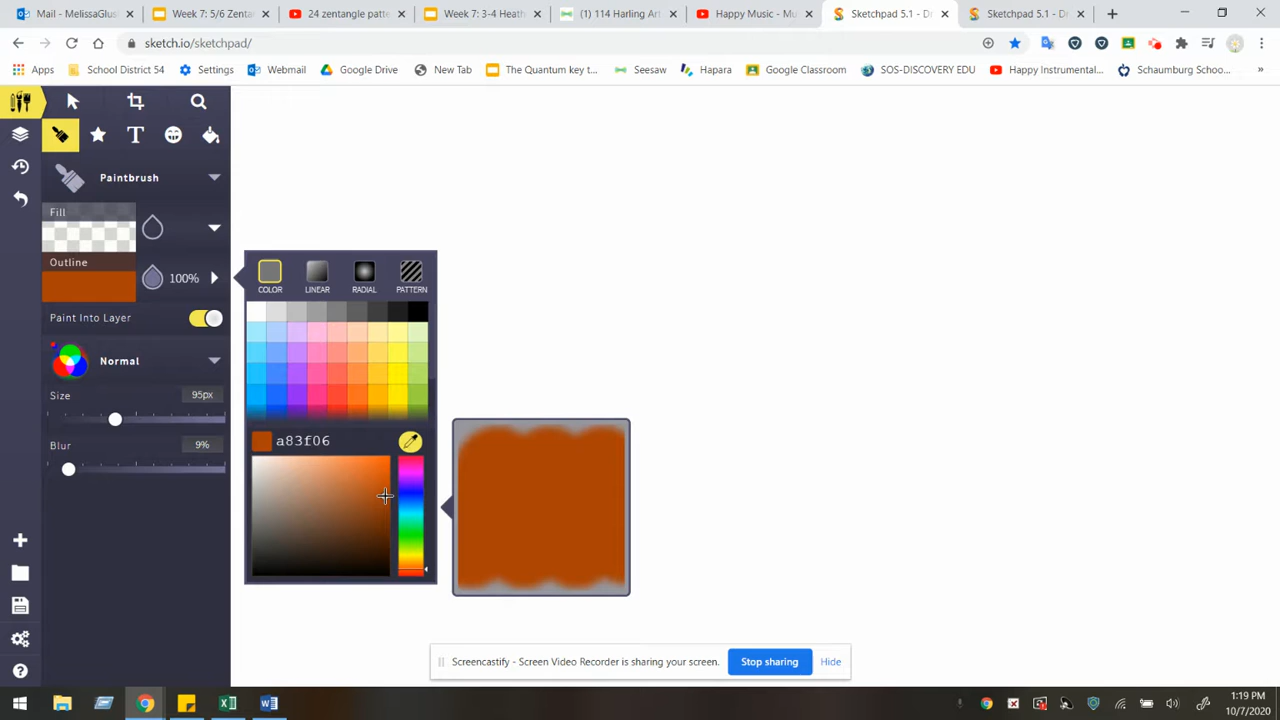 Mail - MelissaGlus
Week: 7: 5/6 Zenta
24 zentangle patte
Week 7: 3-4 Heath
(11) 14 Harling Art
Happy Music - Mu
Sketchpad 5.1 - Dr
Sketchpad 5.1 - Dr
sketch.io/sketchpad/
Apps
School District 54
Settings
Webmail
Google Drive
New Tab
The Quantum key t...
Seesaw
Hapara
Google Classroom
SOS-DISCOVERY EDU
Happy Instrumental...
Schaumburg Schoo...
»
T
Paintbrush
Fill
Outline
100%
Paint Into Layer
Normal
Size
95px
Blur
9%
COLOR
LINEAR
RADIAL
PATTERN
a83f06
Screencastify - Screen Video Recorder is sharing your screen.
Stop sharing
Hide
1:19 PM
10/7/2020